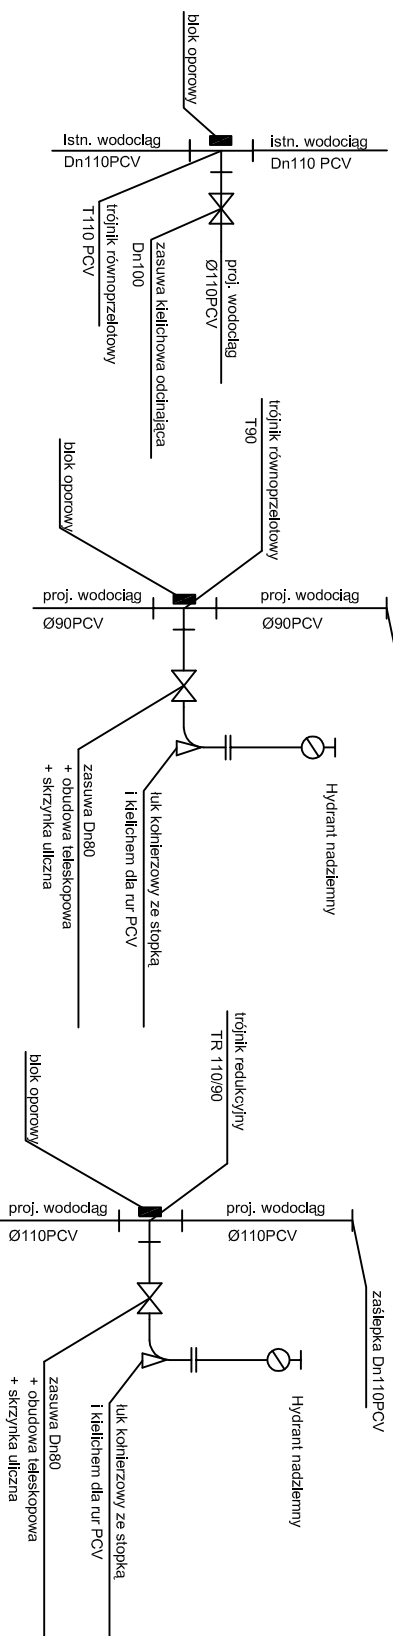 blok oporowy
Istn. wodociąg
Dn110PCV
istn. wodociąg
Dn110 PCV
trójnik równoprzelotowy
T110 PCV
zasuwa kielichowa odcinająca
Dn100
proj. wodociąg
Ø110PCV
trójnik równoprzelotowy
T90
blok oporowy
proj. wodociąg
Ø90PCV
proj. wodociąg
Ø90PCV
zasuwa Dn80
+ obudowa teleskopowa
+ skrzynka uliczna
łuk kołnierzowy ze stopką
i kielichem dla rur PCV
Hydrant nadziemny
trójnik redukcyjny
TR 110/90
blok oporowy
proj. wodociąg
Ø110PCV
proj. wodociąg
Ø110PCV
zaślepka Dn110PCV
zasuwa Dn80
+ obudowa teleskopowa
+ skrzynka uliczna
łuk kołnierzowy ze stopką
i kielichem dla rur PCV
Hydrant nadziemny